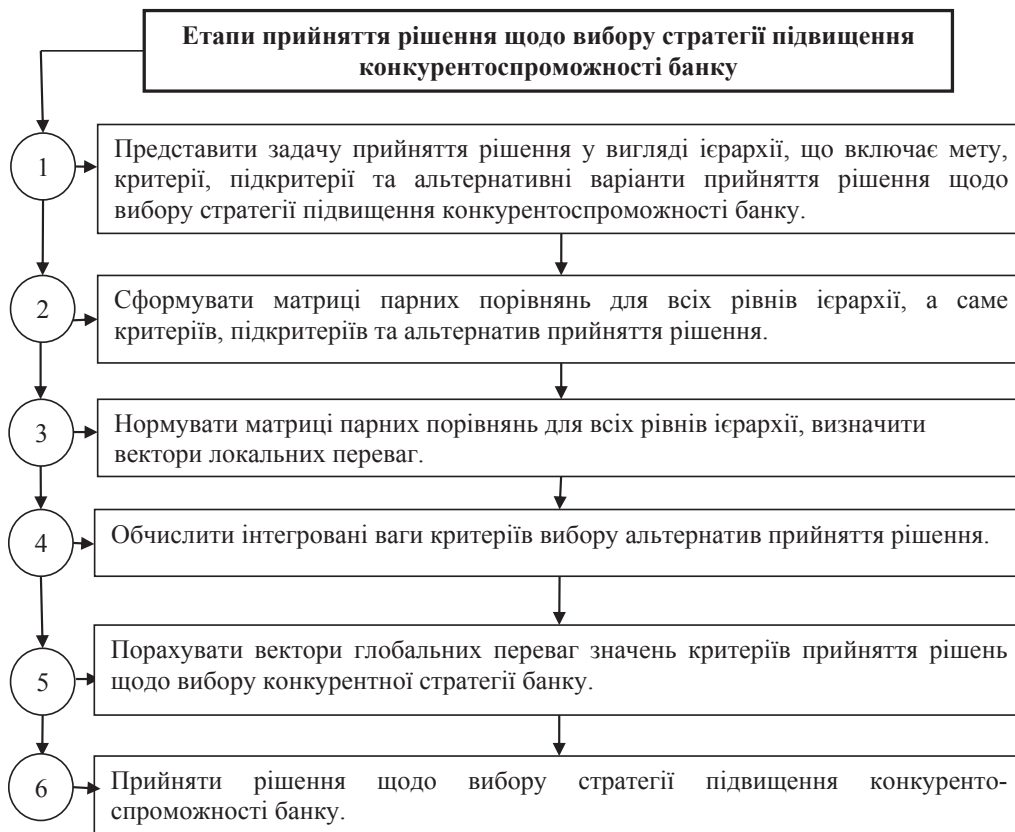 Етапи прийняття рішення щодо вибору стратегії підвищення
конкурентоспроможності банку
1
Представити задачу прийняття рішення у вигляді ієрархії, що включає мету,
критерії, підкритерії та альтернативні варіанти прийняття рішення щодо
вибору стратегії підвищення конкурентоспроможності банку.
2
Сформувати матриці парних порівнянь для всіх рівнів ієрархії, а саме
критеріїв, підкритеріїв та альтернатив прийняття рішення.
3
Нормувати матриці парних порівнянь для всіх рівнів ієрархії, визначити
вектори локальних переваг.
4
Обчислити інтегровані ваги критеріїв вибору альтернатив прийняття рішення.
5
Порахувати вектори глобальних переваг значень критеріїв прийняття рішень
щодо вибору конкурентної стратегії банку.
6
Прийняти рішення щодо вибору стратегії підвищення конкуренто-
спроможності банку.